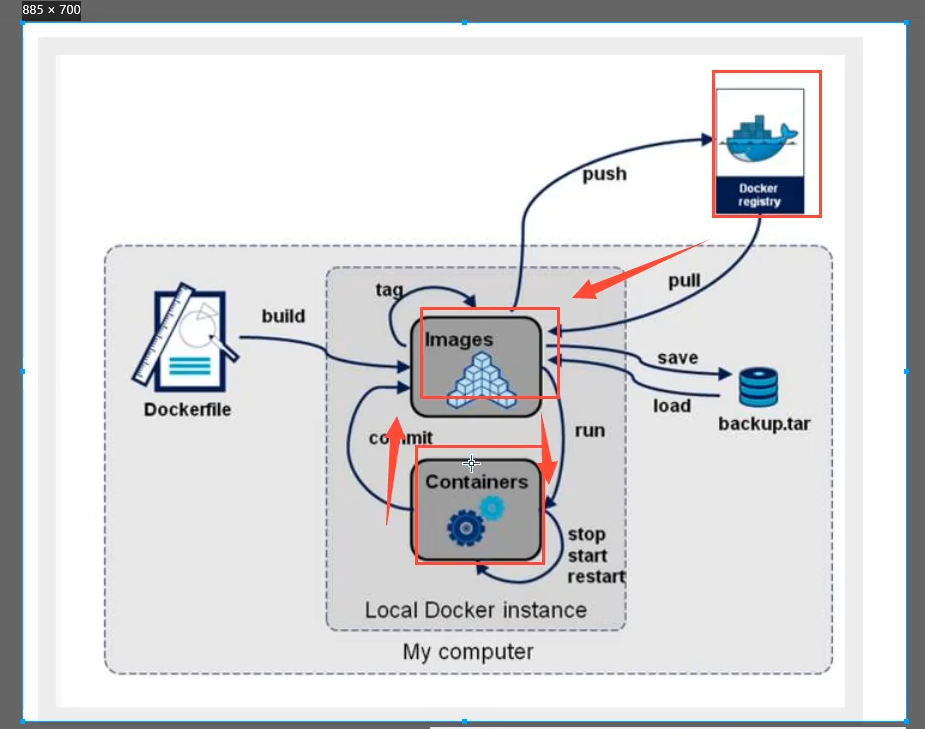 885 × 700
push
Docker
registry
pull
tag
build
Images
save
load
Dockerfile
backup.tar
commit
run
Containers
stop
start
restart
Local Docker instance
My computer